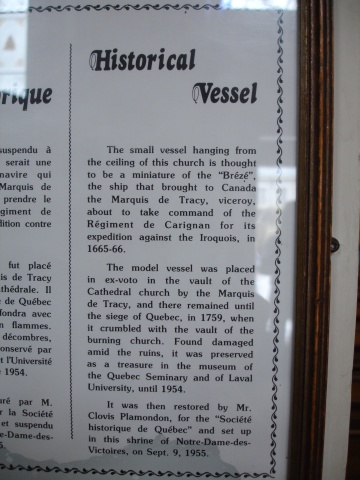 rique
suspendu à
serait une
navire qui
Marquis de
prendre le
égiment de
dition contre
fut placé
is de Tracy
thédrale. Il
e de Québec
fondra avec
n flammes.
décombres,
onservé par
et l'Université
1954.
uré par M.
r la Société
et suspendu
e-Dame-des-
5.
Historical
Vessel
The small vessel hanging from
the ceiling of this church is thought
to be a miniature of the "Brézé",
the ship that brought to Canada
the Marquis de Tracy, viceroy,
about to take command of the
Régiment de Carignan for its
expedition against the Iroquois, in
1665-66.
The model vessel was placed
in ex-voto in the vault of the
Cathedral church by the Marquis
de Tracy, and there remained until
the siege of Quebec, in 1759, when
it crumbled with the vault of the
burning church. Found damaged
amid the ruins, it was preserved
as a treasure in the museum of
the Quebec Seminary and of Laval
University, until 1954.
It was then restored by Mr.
Clovis Plamondon, for the "Société
historique de Québec" and set up
in this shrine of Notre-Dame-des-
Victoires, on Sept. 9, 1955.